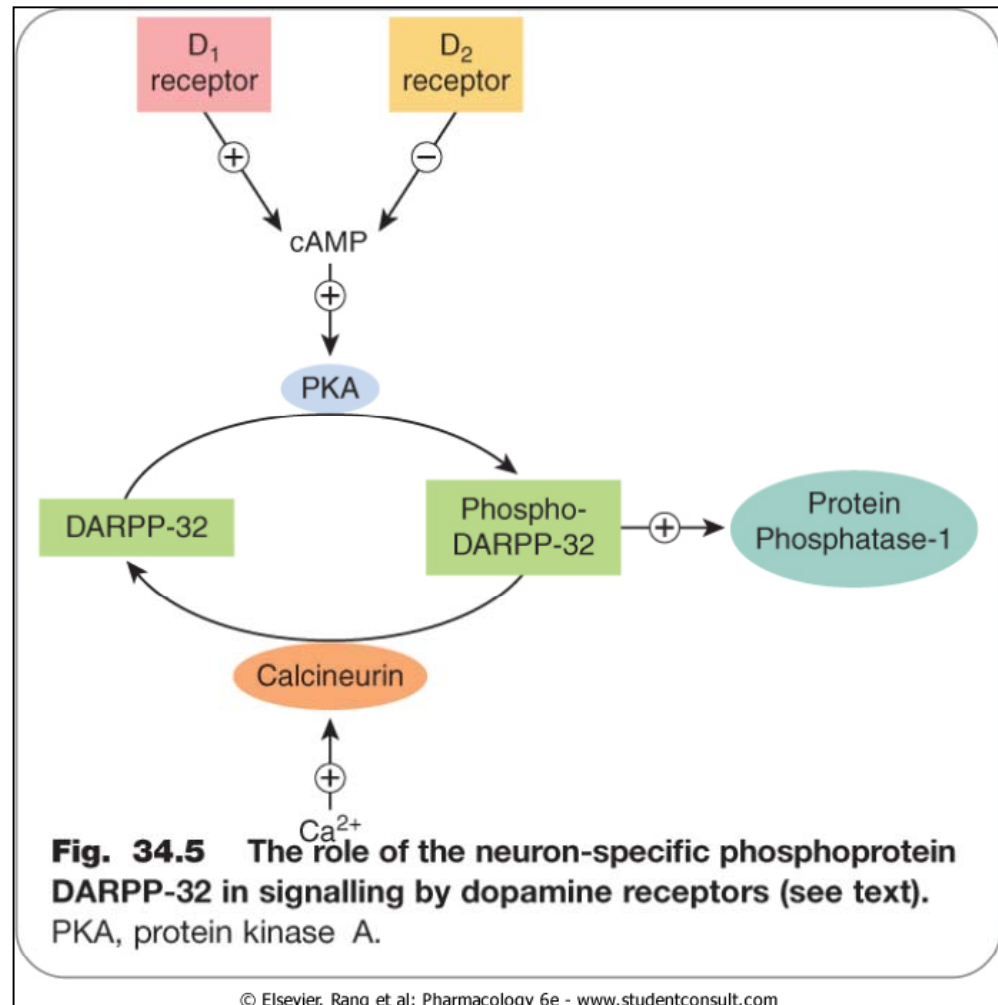 D₁
receptor
D₂
receptor
+
−
cAMP
+
PKA
DARPP-32
Phospho-
DARPP-32
+
Protein
Phosphatase-1
Calcineurin
+
Ca²⁺
Fig. 34.5 The role of the neuron-specific phosphoprotein
DARPP-32 in signalling by dopamine receptors (see text).
PKA, protein kinase A.
© Elsevier. Rang et al: Pharmacology 6e - www.studentconsult.com